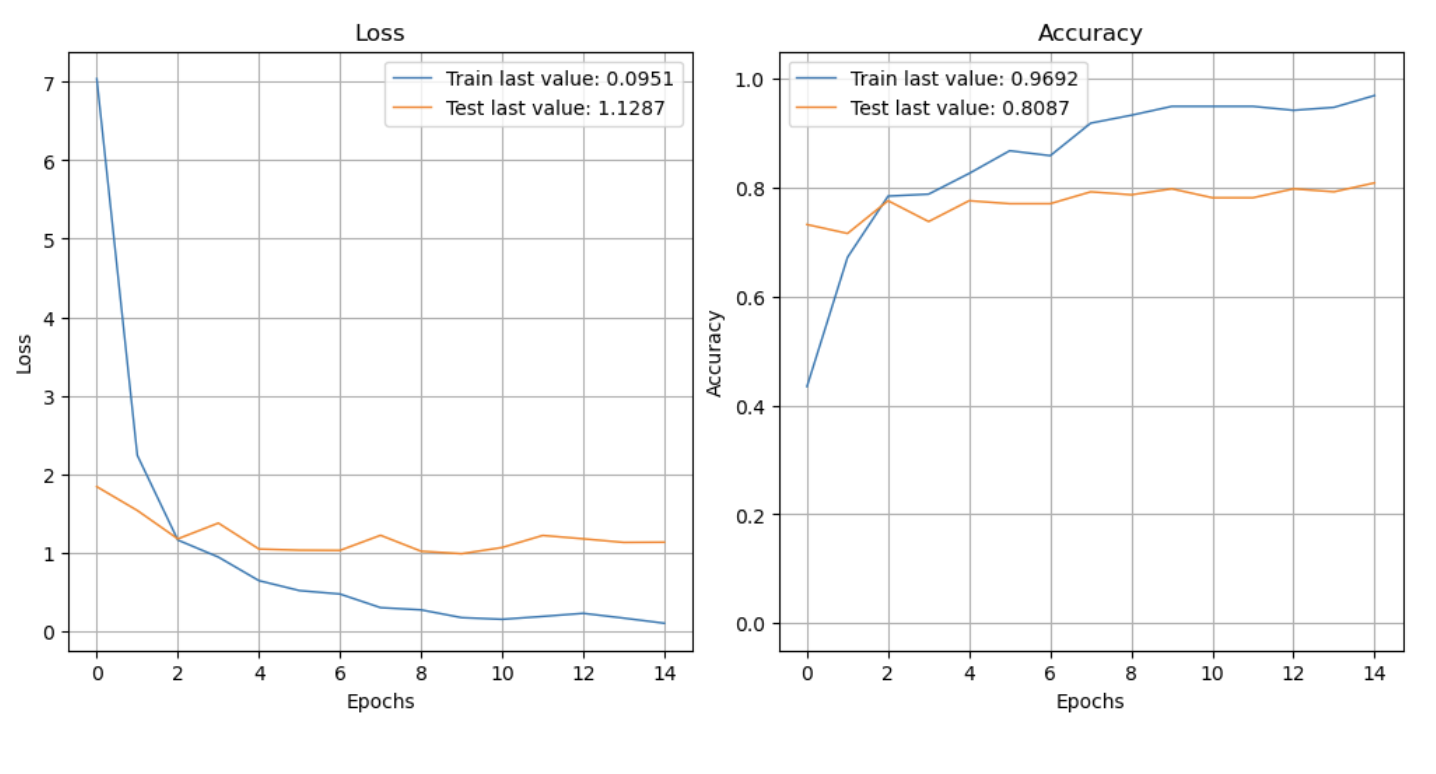 Loss
Train last value: 0.0951
Test last value: 1.1287
7
6
5
4
3
2
1
0
Loss
0 2 4 6 8 10 12 14
Epochs
Accuracy
Train last value: 0.9692
Test last value: 0.8087
1.0
0.8
0.6
0.4
0.2
0.0
Accuracy
0 2 4 6 8 10 12 14
Epochs